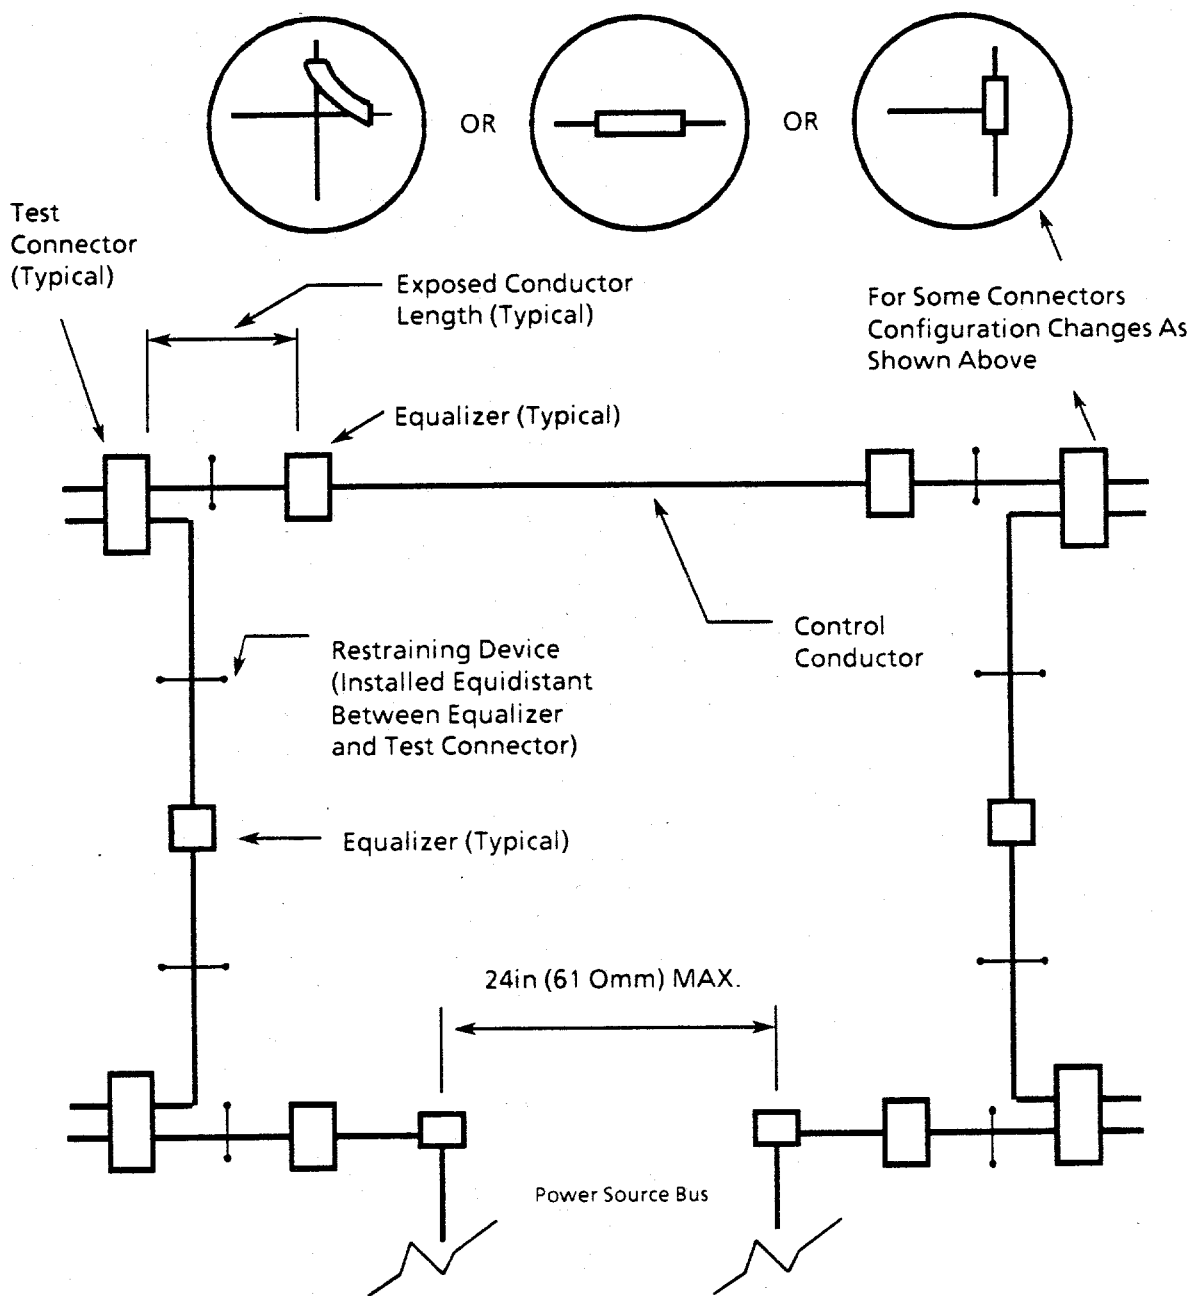 OR
OR
Test
Connector
(Typical)
Exposed Conductor
Length (Typical)
For Some Connectors
Configuration Changes As
Shown Above
Equalizer (Typical)
Control
Conductor
Restraining Device
(Installed Equidistant
Between Equalizer
and Test Connector)
Equalizer (Typical)
24in (61 0mm) MAX.
Power Source Bus